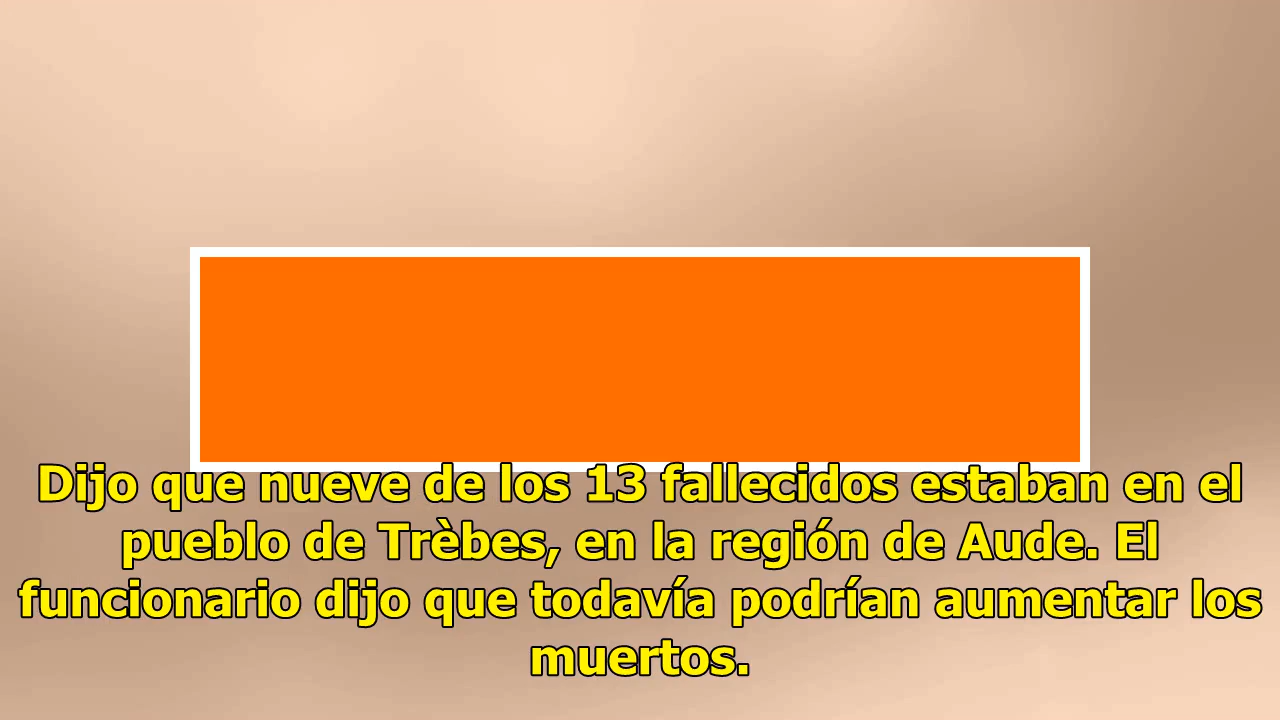 Dijo que nueve de los 13 fallecidos estaban en el
pueblo de Trèbes, en la región de Aude. El
funcionario dijo que todavía podrían aumentar los
muertos.